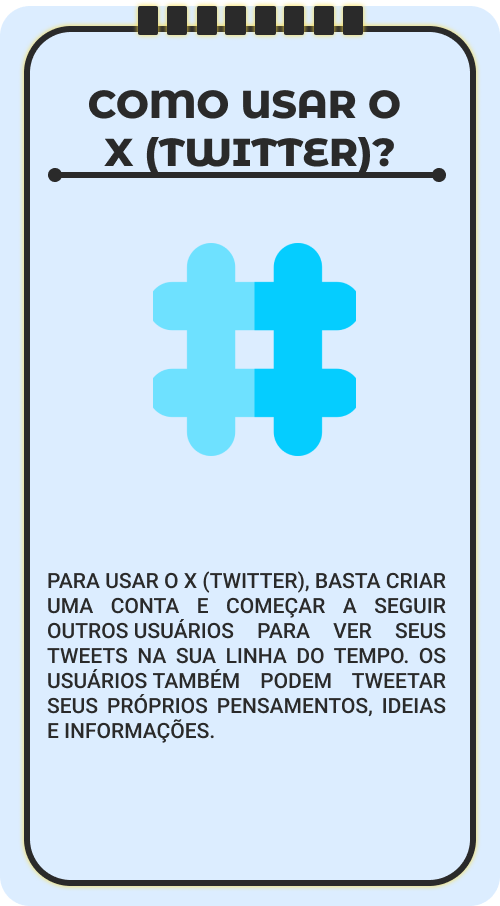 COMO USAR O
X (TWITTER)?
PARA USAR O X (TWITTER), BASTA CRIAR
UMA CONTA E COMEÇAR A SEGUIR
OUTROS USUÁRIOS PARA VER SEUS
TWEETS NA SUA LINHA DO TEMPO. OS
USUÁRIOS TAMBÉM PODEM TWEETAR
SEUS PRÓPRIOS PENSAMENTOS, IDEIAS
E INFORMAÇÕES.